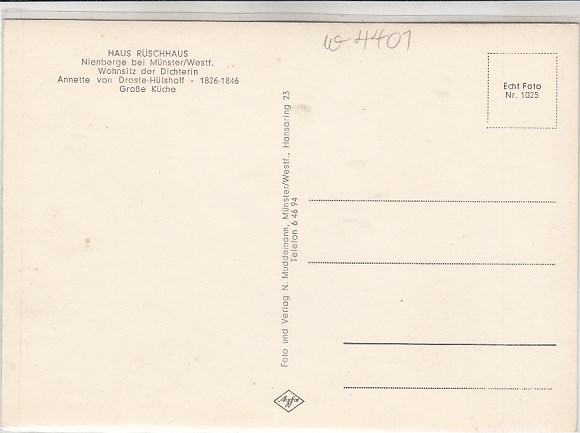 HAUS RÜSCHHAUS
Nienberge bei Münster/Westf.
Wohnsitz der Dichterin
Annette von Droste-Hülshoff - 1826-1846
Große Küche
W 4401
Echt Foto
Nr. 1025
Foto und Verlag N. Muddemann, Münster/Westf., Hansaring 23
Telefon 6 46 94
Agfa